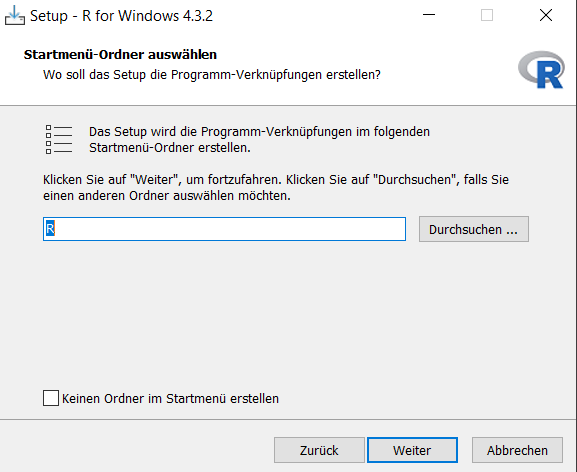 Setup - R for Windows 4.3.2
Startmenü-Ordner auswählen
Wo soll das Setup die Programm-Verknüpfungen erstellen?
R
Das Setup wird die Programm-Verknüpfungen im folgenden
Startmenü-Ordner erstellen.
Klicken Sie auf "Weiter", um fortzufahren. Klicken Sie auf "Durchsuchen", falls Sie
einen anderen Ordner auswählen möchten.
R
Durchsuchen ...
Keinen Ordner im Startmenü erstellen
Zurück
Weiter
Abbrechen